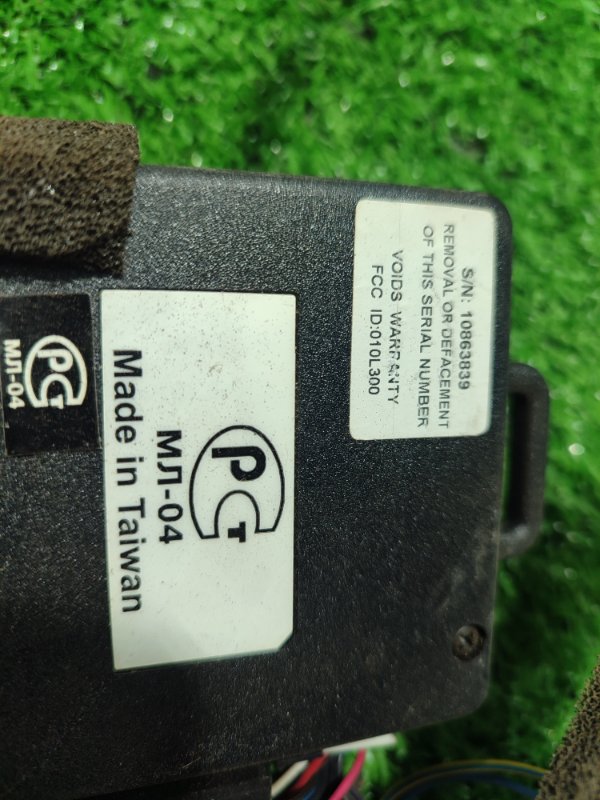 S/N: 10863839
REMOVAL OR DEFACEMENT
OF THIS SERIAL NUMBER
VOIDS WARRANTY
FCC ID:010L300
РСТ
МЛ-04
Made in Taiwan
РСТ
МЛ-04